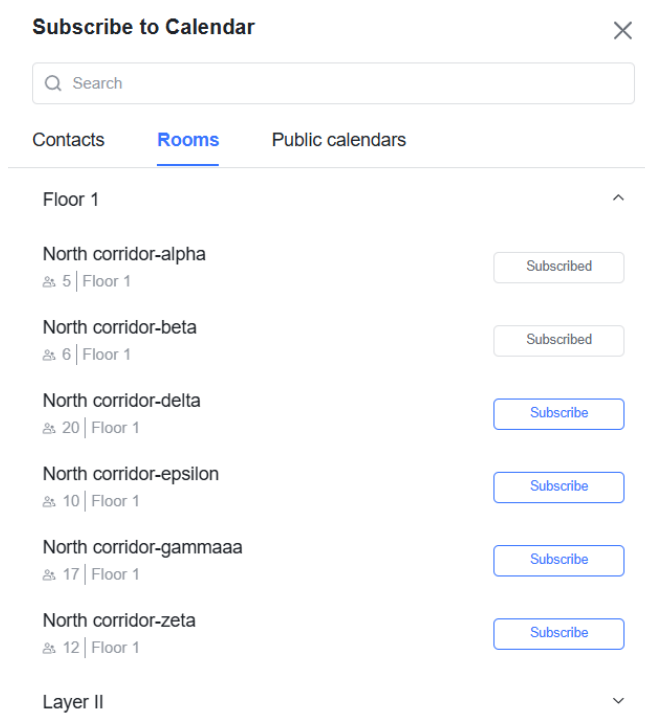 Subscribe to Calendar
Search
Contacts Rooms Public calendars
Floor 1
North corridor-alpha
5 | Floor 1
Subscribed
North corridor-beta
6 | Floor 1
Subscribed
North corridor-delta
20 | Floor 1
Subscribe
North corridor-epsilon
10 | Floor 1
Subscribe
North corridor-gammaaa
17 | Floor 1
Subscribe
North corridor-zeta
12 | Floor 1
Subscribe
Layer II